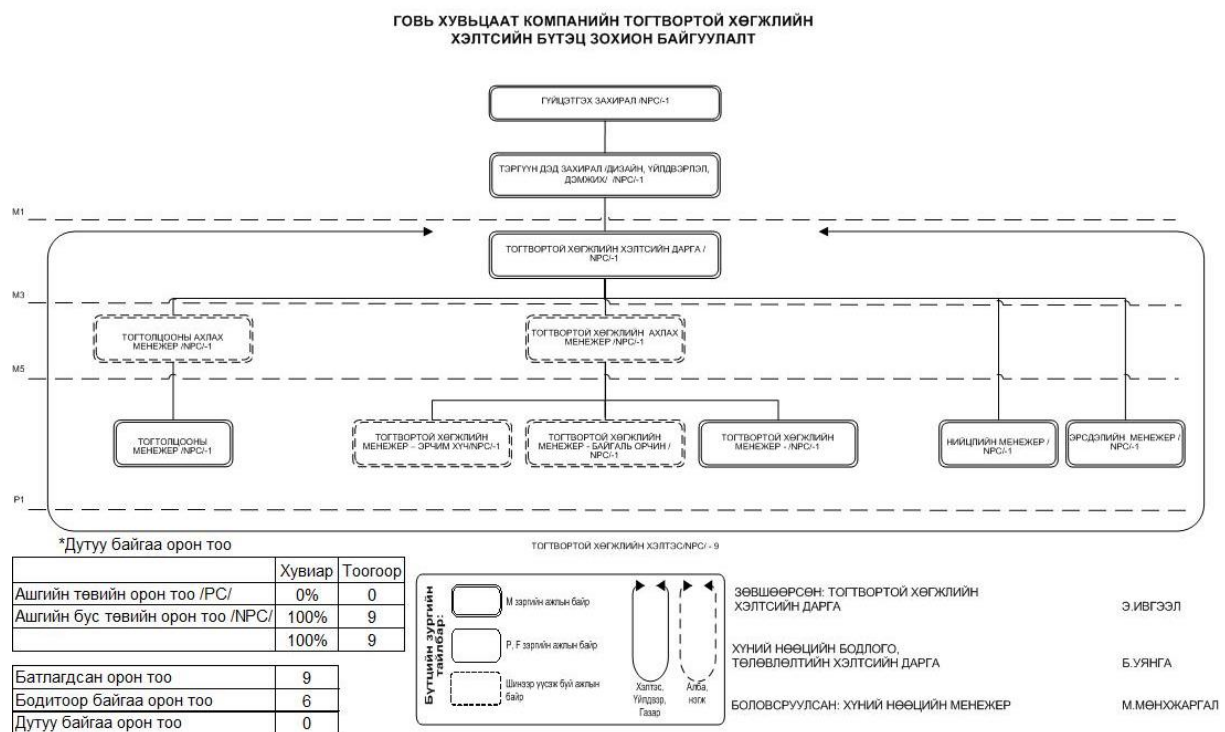 ГОВЬ ХУВЬЦААТ КОМПАНИЙН ТОГТВОРТОЙ ХӨГЖЛИЙН
ХЭЛТСИЙН БҮТЭЦ ЗОХИОН БАЙГУУЛАЛТ
ГҮЙЦЭТГЭХ ЗАХИРАЛ /NPC/-1
ТЭРГҮҮН ДЭД ЗАХИРАЛ /ДИЗАЙН, ҮЙЛДВЭРЛЭЛ,
ДЭМЖИХ/ /NPC/-1
M1
ТОГТВОРТОЙ ХӨГЖЛИЙН ХЭЛТСИЙН ДАРГА /
NPC/-1
M3
ТОГТОЛЦООНЫ АХЛАХ
МЕНЕЖЕР /NPC/-1
ТОГТВОРТОЙ ХӨГЖЛИЙН АХЛАХ
МЕНЕЖЕР /NPC/-1
M5
ТОГТОЛЦООНЫ
МЕНЕЖЕР /NPC/-1
ТОГТВОРТОЙ ХӨГЖЛИЙН
МЕНЕЖЕР – ЭРЧИМ ХҮЧ/NPC/-1
ТОГТВОРТОЙ ХӨГЖЛИЙН
МЕНЕЖЕР - БАЙГАЛЬ ОРЧИН /
NPC/-1
ТОГТВОРТОЙ ХӨГЖЛИЙН
МЕНЕЖЕР - /NPC/-1
НИЙЦЛИЙН МЕНЕЖЕР /
NPC/-1
ЭРСДЭЛИЙН МЕНЕЖЕР /
NPC/-1
P1
*Дутуу байгаа орон тоо
ТОГТВОРТОЙ ХӨГЖЛИЙН ХЭЛТЭС/NPC/ - 9
Хувиар Тоогоор
Ашгийн төвийн орон тоо /PC/ 0% 0
Ашгийн бус төвийн орон тоо /NPC/ 100% 9
100% 9
Батлагдсан орон тоо 9
Бодитоор байгаа орон тоо 6
Дутуу байгаа орон тоо 0
Бүтцийн зургийн
тайлбар:
M зэргийн ажлын байр
P, F зэргийн ажлын байр
Шинээр үүсэж буй ажлын
байр
Хэлтэс,
Үйлдвэр,
Газар
Алба,
нэгж
ЗӨВШӨӨРСӨН: ТОГТВОРТОЙ ХӨГЖЛИЙН
ХЭЛТСИЙН ДАРГА Э.ИВГЭЭЛ
ХҮНИЙ НӨӨЦИЙН БОДЛОГО,
ТӨЛӨВЛӨЛТИЙН ХЭЛТСИЙН ДАРГА Б.УЯНГА
БОЛОВСРУУЛСАН: ХҮНИЙ НӨӨЦИЙН МЕНЕЖЕР М.МӨНХЖАРГАЛ